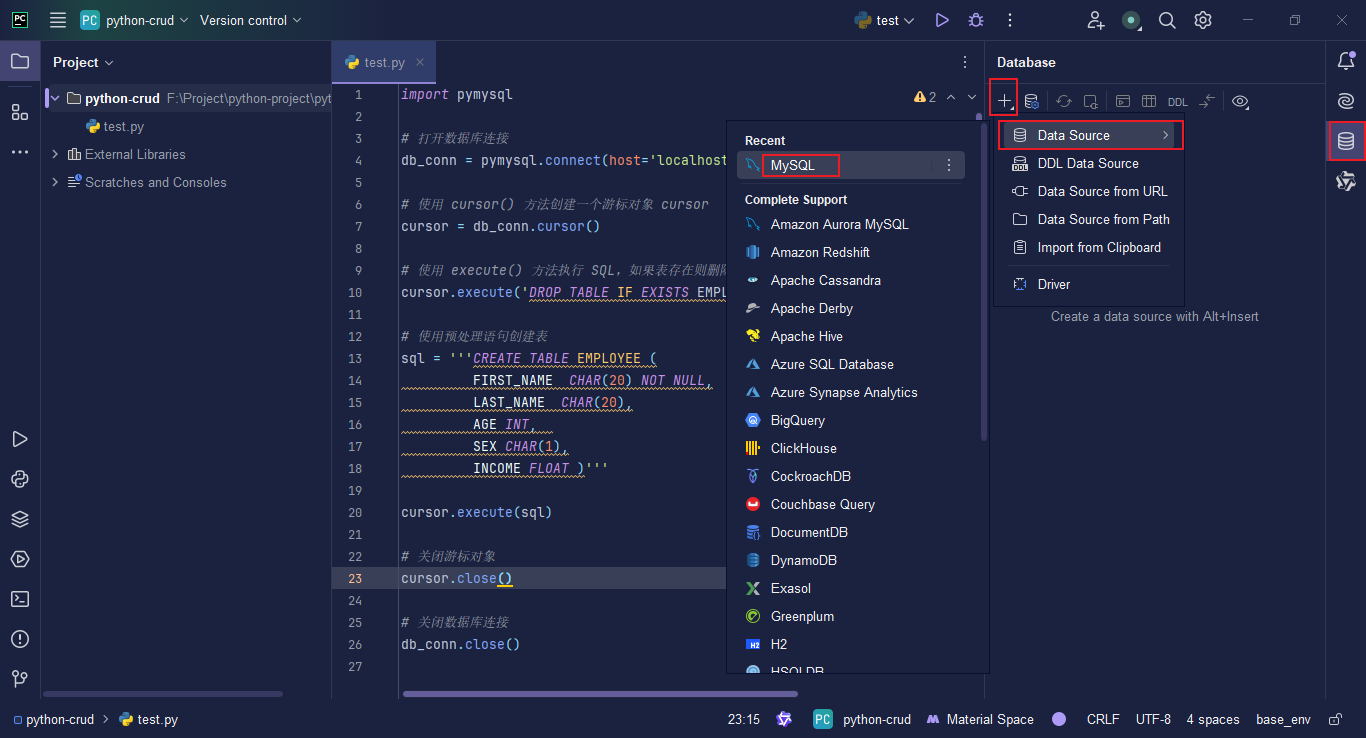 PC
PC python-crud
Version control
test
Project
python-crud F:\Project\python-project\pyt
test.py
External Libraries
Scratches and Consoles
test.py
2
1 import pymysql
2
3 # 打开数据库连接
4 db_conn = pymysql.connect(host='localhost
5
6 # 使用 cursor() 方法创建一个游标对象 cursor
7 cursor = db_conn.cursor()
8
9 # 使用 execute() 方法执行 SQL，如果表存在则删除
10 cursor.execute('DROP TABLE IF EXISTS EMPL
11
12 # 使用预处理语句创建表
13 sql = '''CREATE TABLE EMPLOYEE (
14 FIRST_NAME CHAR(20) NOT NULL,
15 LAST_NAME CHAR(20),
16 AGE INT,
17 SEX CHAR(1),
18 INCOME FLOAT )'''
19
20 cursor.execute(sql)
21
22 # 关闭游标对象
23 cursor.close()
24
25 # 关闭数据库连接
26 db_conn.close()
27
Recent
MySQL
Complete Support
Amazon Aurora MySQL
Amazon Redshift
Apache Cassandra
Apache Derby
Apache Hive
Azure SQL Database
Azure Synapse Analytics
BigQuery
ClickHouse
CockroachDB
Couchbase Query
DocumentDB
DynamoDB
Exasol
Greenplum
H2 H2
HSQLDB
Database
DDL
Data Source
DDL DDL Data Source
Data Source from URL
Data Source from Path
Import from Clipboard
Driver
Create a data source with Alt+Insert
python-crud
test.py
23:15
PC python-crud
Material Space
CRLF
UTF-8
4 spaces
base_env